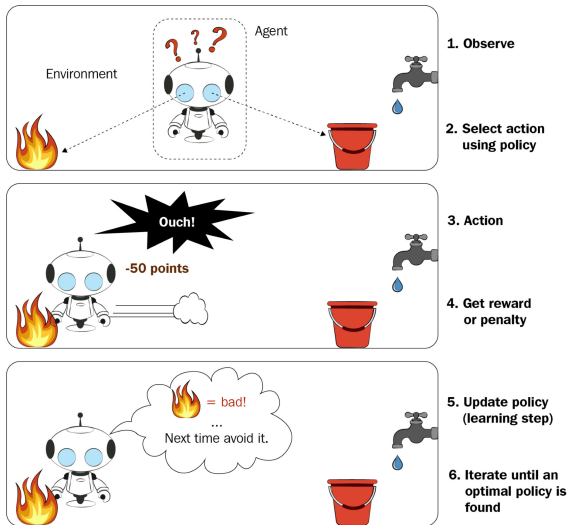 ? ? ?
Agent
Environment
1. Observe
2. Select action
using policy
Ouch!
-50 points
3. Action
4. Get reward
or penalty
= bad!
...
Next time avoid it.
5. Update policy
(learning step)
6. Iterate until an
optimal policy is
found